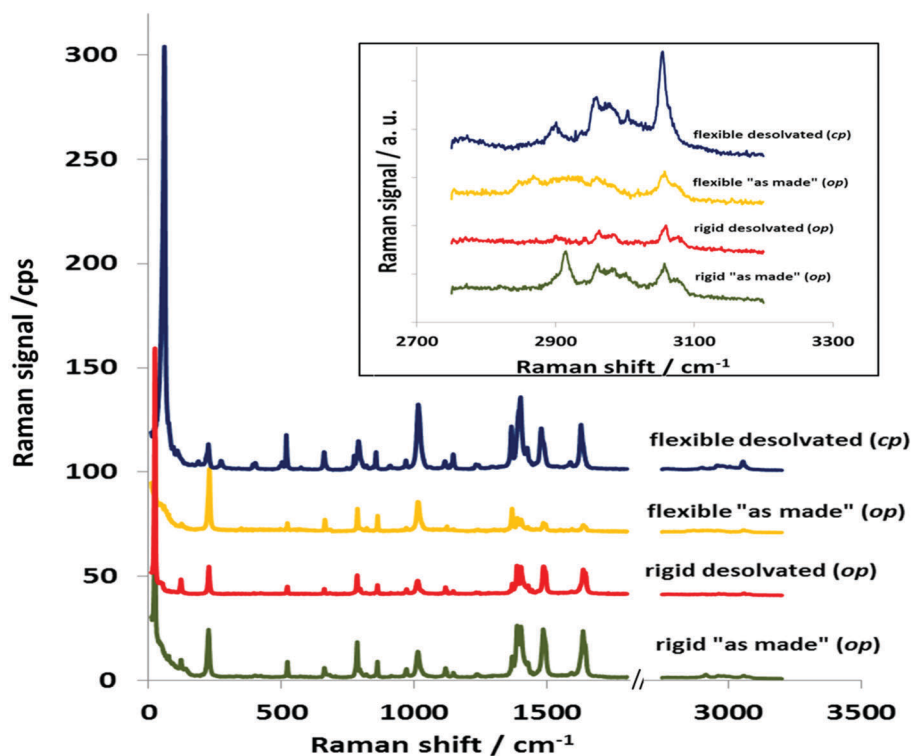 300
250
200
150
100
50
0
Raman signal /cps
0
500
1000
1500
//
3000
3500
Raman shift / cm-1
flexible desolvated (cp)
flexible "as made" (op)
rigid desolvated (op)
rigid "as made" (op)
Raman signal / a. u.
flexible desolvated (cp)
flexible "as made" (op)
rigid desolvated (op)
rigid "as made" (op)
2700
2900
3100
3300
Raman shift / cm-1